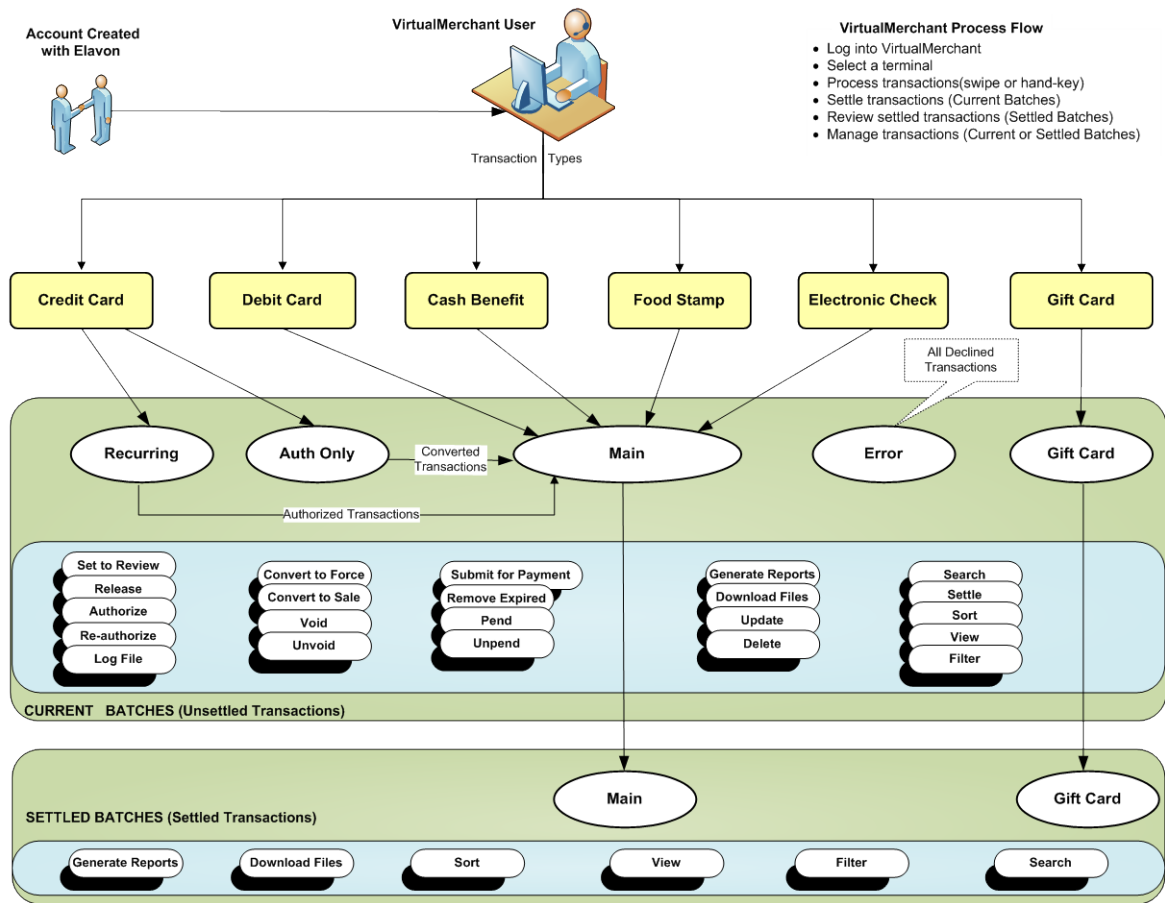 Account Created
with Elavon
VirtualMerchant User
VirtualMerchant Process Flow
• Log into VirtualMerchant
• Select a terminal
• Process transactions(swipe or hand-key)
• Settle transactions (Current Batches)
• Review settled transactions (Settled Batches)
• Manage transactions (Current or Settled Batches)
Transaction Types
Credit Card
Debit Card
Cash Benefit
Food Stamp
Electronic Check
Gift Card
All Declined
Transactions
Recurring
Auth Only
Converted
Transactions
Main
Error
Gift Card
Authorized Transactions
Set to Review
Release
Authorize
Re-authorize
Log File
Convert to Force
Convert to Sale
Void
Unvoid
Submit for Payment
Remove Expired
Pend
Unpend
Generate Reports
Download Files
Update
Delete
Search
Settle
Sort
View
Filter
CURRENT BATCHES (Unsettled Transactions)
Main
Gift Card
SETTLED BATCHES (Settled Transactions)
Generate Reports
Download Files
Sort
View
Filter
Search